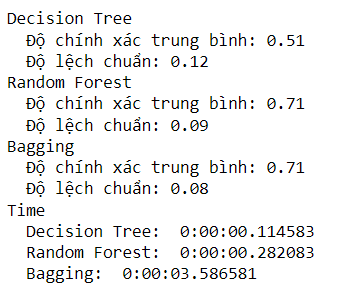 Decision Tree
Độ chính xác trung bình: 0.51
Độ lệch chuẩn: 0.12
Random Forest
Độ chính xác trung bình: 0.71
Độ lệch chuẩn: 0.09
Bagging
Độ chính xác trung bình: 0.71
Độ lệch chuẩn: 0.08
Time
Decision Tree:  0:00:00.114583
Random Forest:  0:00:00.282083
Bagging:  0:00:03.586581